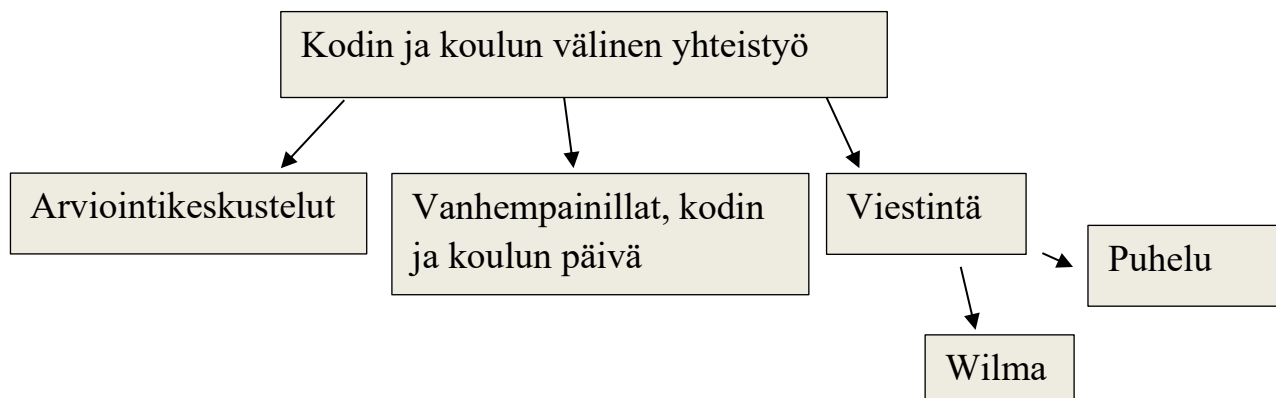 Kodin ja koulun välinen yhteistyö
Arviointikeskustelut
Vanhempainillat, kodin
ja koulun päivä
Viestintä
Puhelu
Wilma